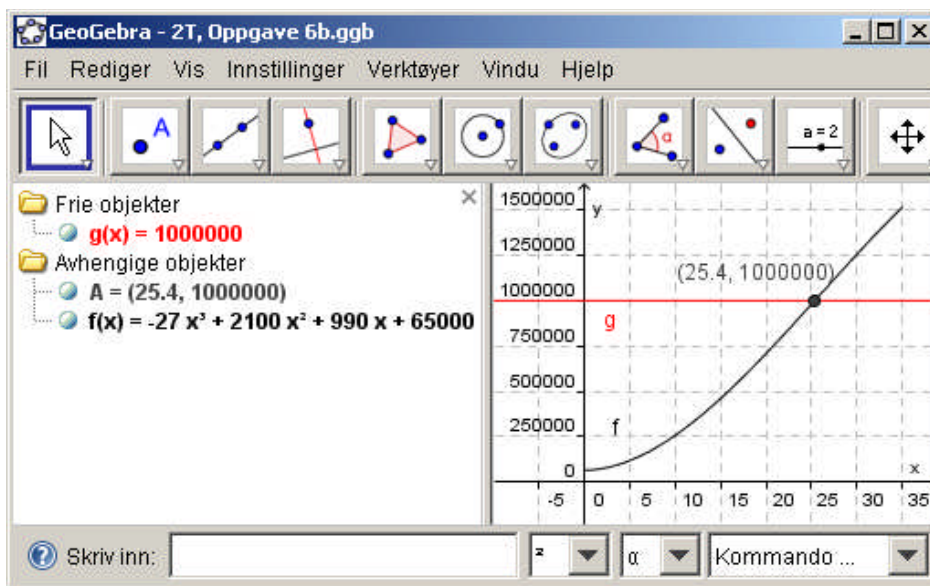 GeoGebra - 2T, Oppgave 6b.ggb
Fil Rediger Vis Innstillinger Verktøyer Vindu Hjelp
A
α
a = 2
Frie objekter
g(x) = 1000000
Avhengige objekter
A = (25.4, 1000000)
f(x) = -27 x³ + 2100 x² + 990 x + 65000
1500000
y
1250000
(25.4, 1000000)
1000000
g
750000
500000
f
250000
0
x
-5 0 5 10 15 20 25 30 35
Skriv inn:
²
α
Kommando ...